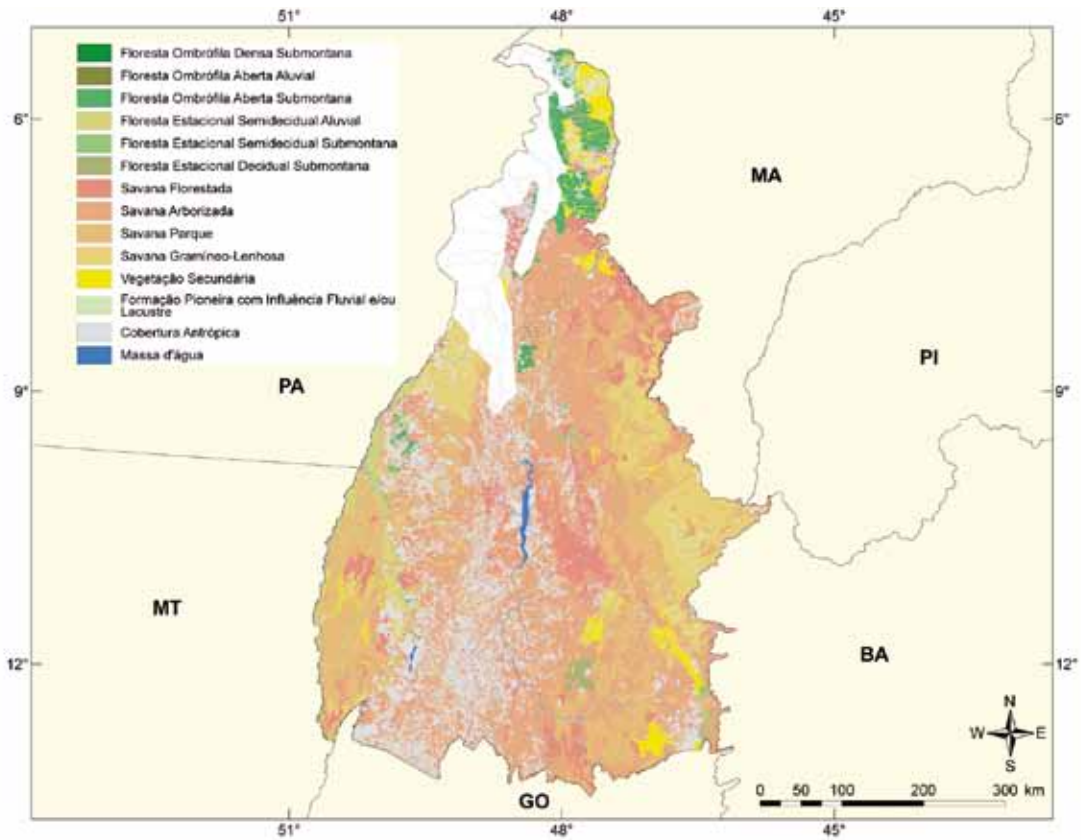 51°
48°
45°
Floresta Ombrófila Densa Submontana
Floresta Ombrófila Aberta Aluvial
Floresta Ombrófila Aberta Submontana
Floresta Estacional Semidecidual Aluvial
Floresta Estacional Semidecidual Submontana
Floresta Estacional Decidual Submontana
Savana Florestada
Savana Arborizada
Savana Parque
Savana Gramíneo-Lenhosa
Vegetação Secundária
Formação Pioneira com Influência Fluvial e/ou
Lacustre
Cobertura Antrópica
Massa d'água
6°
6°
MA
PI
PA
9°
9°
MT
BA
12°
12°
N
W
E
S
GO
0 50 100 200 300 km
51°
48°
45°